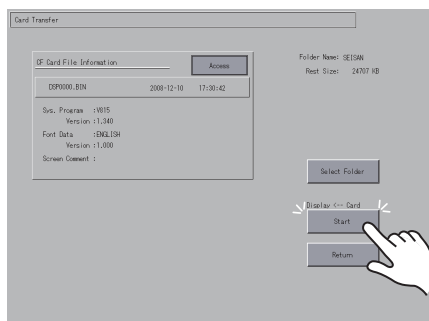 Card Transfer
CF Card File Information
Access
DSP0000.BIN 2008-12-10 17:30:42
Sys. Program :V815
Version :1.340
Font Data :ENGLISH
Version :1.000
Screen Comment :
Folder Name: SEISAN
Rest Size: 24707 KB
Select Folder
Display <-- Card
Start
Return